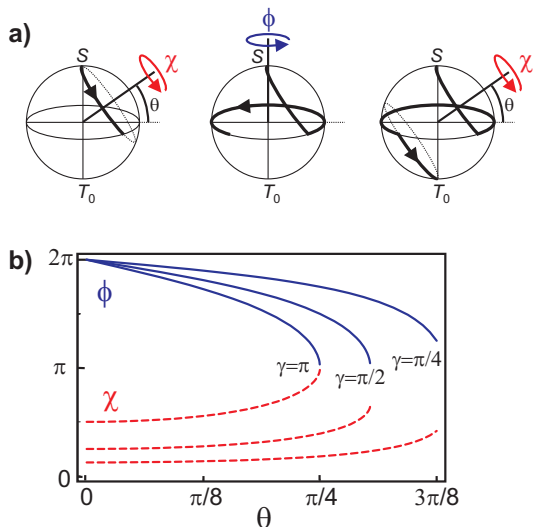 a)
S
χ
θ
T₀
ϕ
S
T₀
S
χ
θ
T₀
b)
2π
ϕ
π
γ=π
γ=π/2
γ=π/4
χ
0
0
π/8
π/4
3π/8
θ